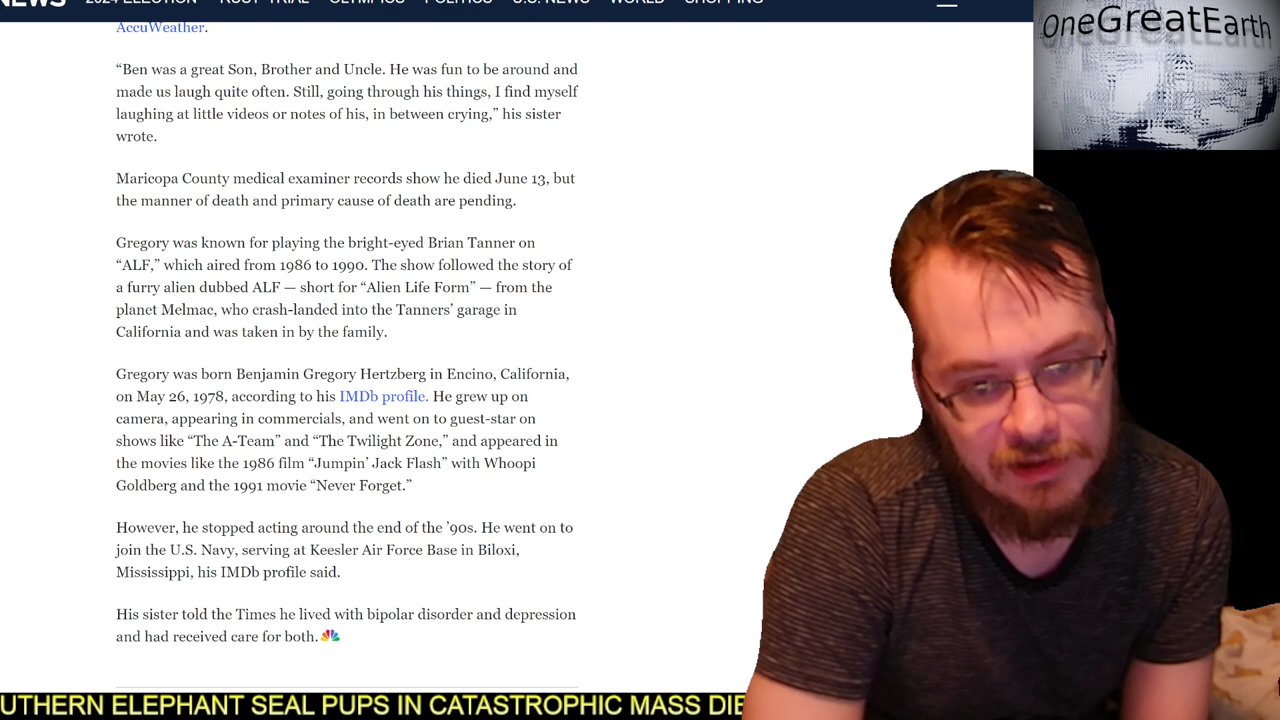 NEWS 2024 ELECTION TRUST TRIAL OLYMPICS POLITICS U.S. NEWS WORLD SHOPPING
OneGreatEarth
AccuWeather.
“Ben was a great Son, Brother and Uncle. He was fun to be around and
made us laugh quite often. Still, going through his things, I find myself
laughing at little videos or notes of his, in between crying,” his sister
wrote.
Maricopa County medical examiner records show he died June 13, but
the manner of death and primary cause of death are pending.
Gregory was known for playing the bright-eyed Brian Tanner on
“ALF,” which aired from 1986 to 1990. The show followed the story of
a furry alien dubbed ALF — short for “Alien Life Form” — from the
planet Melmac, who crash-landed into the Tanners’ garage in
California and was taken in by the family.
Gregory was born Benjamin Gregory Hertzberg in Encino, California,
on May 26, 1978, according to his IMDb profile. He grew up on
camera, appearing in commercials, and went on to guest-star on
shows like “The A-Team” and “The Twilight Zone,” and appeared in
the movies like the 1986 film “Jumpin’ Jack Flash” with Whoopi
Goldberg and the 1991 movie “Never Forget.”
However, he stopped acting around the end of the ’90s. He went on to
join the U.S. Navy, serving at Keesler Air Force Base in Biloxi,
Mississippi, his IMDb profile said.
His sister told the Times he lived with bipolar disorder and depression
and had received care for both.
UTHERN ELEPHANT SEAL PUPS IN CATASTROPHIC MASS DIE